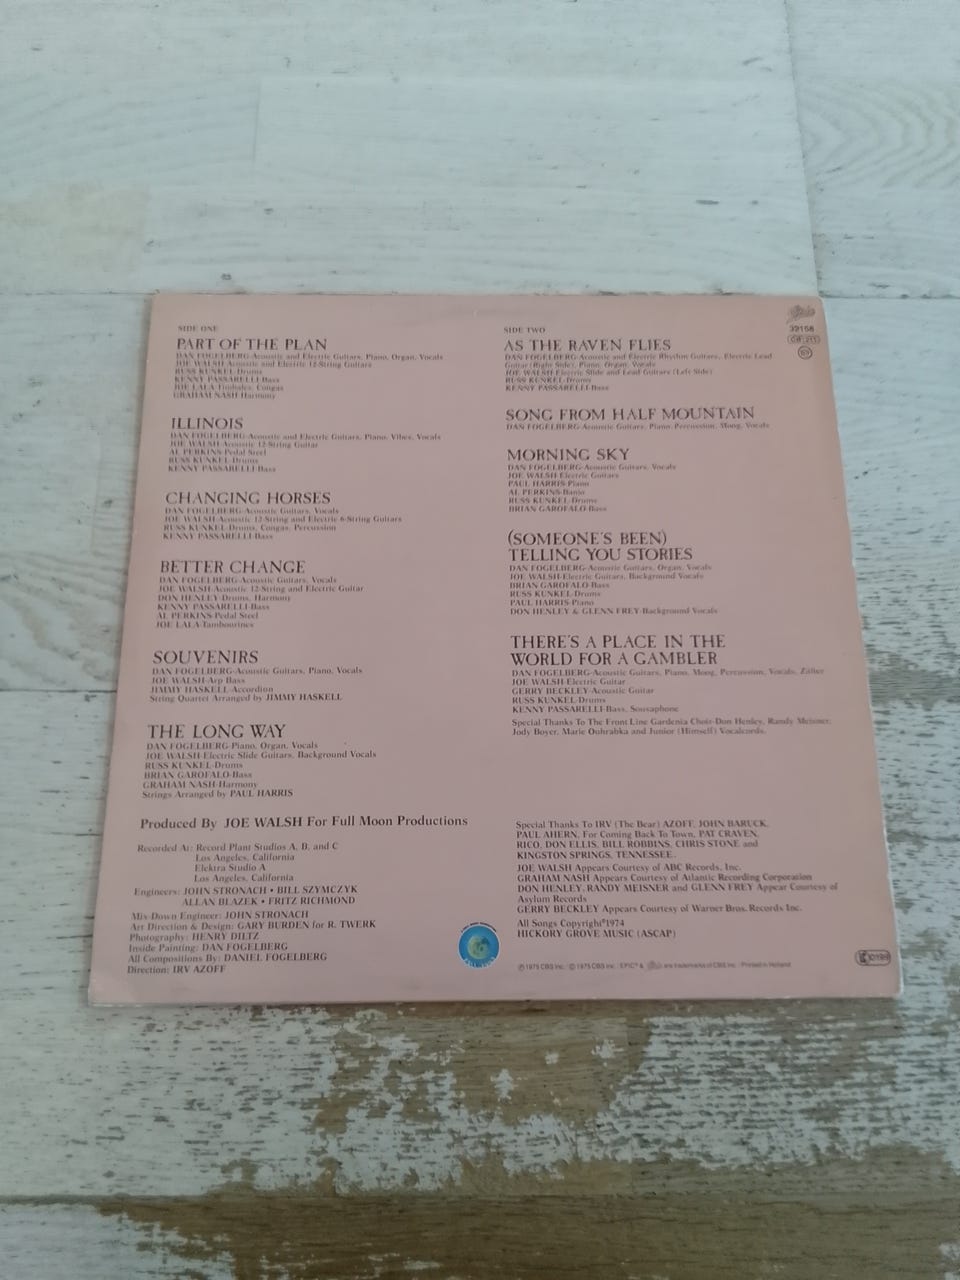 SIDE ONE
PART OF THE PLAN
DAN FOGELBERG-Acoustic and Electric Guitars, Piano, Organ, Vocals
JOE WALSH-Acoustic and Electric 12-String Guitars
RUSS KUNKEL-Drums
KENNY PASSARELLI-Bass
JOE LALA-Timbales, Congas
GRAHAM NASH-Harmony
ILLINOIS
DAN FOGELBERG-Acoustic and Electric Guitars, Piano, Vibes, Vocals
JOE WALSH-Acoustic 12-String Guitar
AL PERKINS-Pedal Steel
RUSS KUNKEL-Drums
KENNY PASSARELLI-Bass
CHANGING HORSES
DAN FOGELBERG-Acoustic Guitars, Vocals
JOE WALSH-Acoustic 12-String and Electric 6-String Guitars
RUSS KUNKEL-Drums, Congas, Percussion
KENNY PASSARELLI-Bass
BETTER CHANGE
DAN FOGELBERG-Acoustic Guitars, Vocals
JOE WALSH-Acoustic 12-String and Electric Guitar
DON HENLEY-Drums, Harmony
KENNY PASSARELLI-Bass
AL PERKINS-Pedal Steel
JOE LALA-Tambourines
SOUVENIRS
DAN FOGELBERG-Acoustic Guitars, Piano, Vocals
JOE WALSH-Arp Bass
JIMMY HASKELL-Accordion
String Quartet Arranged by JIMMY HASKELL
THE LONG WAY
DAN FOGELBERG-Piano, Organ, Vocals
JOE WALSH-Electric Slide Guitars, Background Vocals
RUSS KUNKEL-Drums
BRIAN GAROFALO-Bass
GRAHAM NASH-Harmony
Strings Arranged by PAUL HARRIS
Produced By JOE WALSH For Full Moon Productions
Recorded At: Record Plant Studios A, B, and C
Los Angeles, California
Elektra Studio A
Los Angeles, California
Engineers: JOHN STRONACH • BILL SZYMCZYK
ALLAN BLAZEK • FRITZ RICHMOND
Mix-Down Engineer: JOHN STRONACH
Art Direction & Design: GARY BURDEN for R. TWERK
Photography: HENRY DILTZ
Inside Painting: DAN FOGELBERG
All Compositions By: DANIEL FOGELBERG
Direction: IRV AZOFF
SIDE TWO
AS THE RAVEN FLIES
DAN FOGELBERG-Acoustic and Electric Rhythm Guitars, Electric Lead
Guitar (Right Side), Piano, Organ, Vocals
JOE WALSH-Electric Slide and Lead Guitars (Left Side)
RUSS KUNKEL-Drums
KENNY PASSARELLI-Bass
SONG FROM HALF MOUNTAIN
DAN FOGELBERG-Acoustic Guitars, Piano, Percussion, Moog, Vocals
MORNING SKY
DAN FOGELBERG-Acoustic Guitars, Vocals
JOE WALSH-Electric Guitars
PAUL HARRIS-Piano
AL PERKINS-Banjo
RUSS KUNKEL-Drums
BRIAN GAROFALO-Bass
(SOMEONE'S BEEN)
TELLING YOU STORIES
DAN FOGELBERG-Acoustic Guitars, Organ, Vocals
JOE WALSH-Electric Guitars, Background Vocals
BRIAN GAROFALO-Bass
RUSS KUNKEL-Drums
PAUL HARRIS-Piano
DON HENLEY & GLENN FREY-Background Vocals
THERE'S A PLACE IN THE
WORLD FOR A GAMBLER
DAN FOGELBERG-Acoustic Guitars, Piano, Moog, Percussion, Vocals, Zither
JOE WALSH-Electric Guitar
GERRY BECKLEY-Acoustic Guitar
RUSS KUNKEL-Drums
KENNY PASSARELLI-Bass, Sousaphone
Special Thanks To The Front Line Gardenia Choir-Don Henley, Randy Meisner,
Jody Boyer, Marie Oohrabka and Junior (Himself) Vocalcords.
Special Thanks To IRV (The Bear) AZOFF, JOHN BARUCK,
PAUL AHERN, For Coming Back To Town, PAT CRAVEN,
RICO, DON ELLIS, BILL ROBBINS, CHRIS STONE and
KINGSTON SPRINGS, TENNESSEE.
JOE WALSH Appears Courtesy of ABC Records, Inc.
GRAHAM NASH Appears Courtesy of Atlantic Recording Corporation
DON HENLEY, RANDY MEISNER and GLENN FREY Appear Courtesy of
Asylum Records
GERRY BECKLEY Appears Courtesy of Warner Bros. Records Inc.
All Songs Copyright©1974
HICKORY GROVE MUSIC (ASCAP)
℗ 1975 CBS Inc. / © 1975 CBS Inc. / EPIC® & Epic are trademarks of CBS Inc. / Printed in Holland
Epic
32158
CB 211